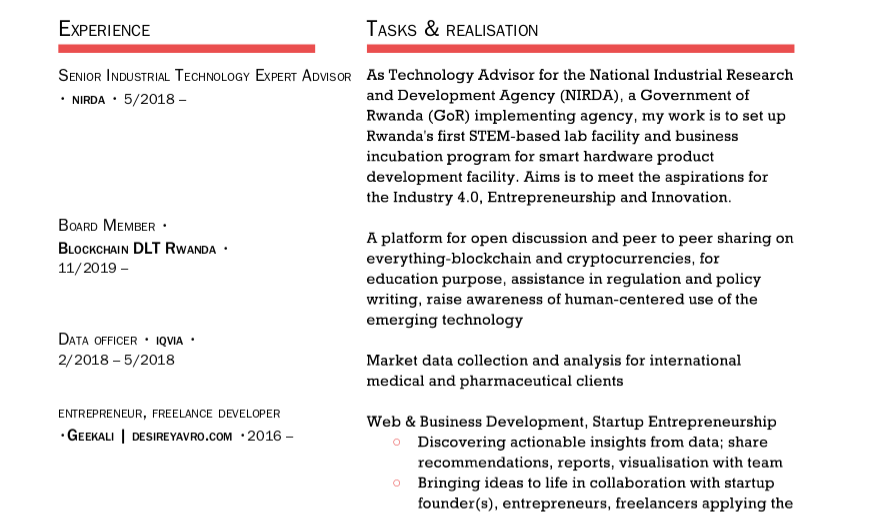 Experience
Tasks & realisation
Senior Industrial Technology Expert Advisor
· nirda · 5/2018 –
As Technology Advisor for the National Industrial Research
and Development Agency (NIRDA), a Government of
Rwanda (GoR) implementing agency, my work is to set up
Rwanda's first STEM-based lab facility and business
incubation program for smart hardware product
development facility. Aims is to meet the aspirations for
the Industry 4.0, Entrepreneurship and Innovation.
Board Member ·
Blockchain DLT Rwanda ·
11/2019 –
A platform for open discussion and peer to peer sharing on
everything-blockchain and cryptocurrencies, for
education purpose, assistance in regulation and policy
writing, raise awareness of human-centered use of the
emerging technology
Data officer · iqvia ·
2/2018 – 5/2018
Market data collection and analysis for international
medical and pharmaceutical clients
entrepreneur, freelance developer
·Geekali | desireyavro.com ·2016 –
Web & Business Development, Startup Entrepreneurship
○ Discovering actionable insights from data; share
recommendations, reports, visualisation with team
○ Bringing ideas to life in collaboration with startup
founder(s), entrepreneurs, freelancers applying the